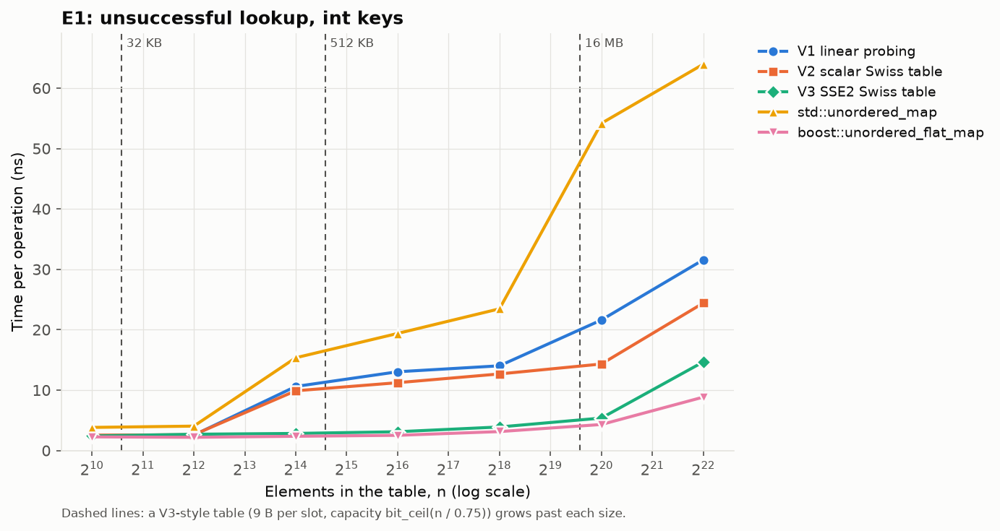 E1: unsuccessful lookup, int keys
32 KB
512 KB
16 MB
V1 linear probing
V2 scalar Swiss table
V3 SSE2 Swiss table
std::unordered_map
boost::unordered_flat_map
Time per operation (ns)
60
50
40
30
20
10
0
2^10 2^11 2^12 2^13 2^14 2^15 2^16 2^17 2^18 2^19 2^20 2^21 2^22
Elements in the table, n (log scale)
Dashed lines: a V3-style table (9 B per slot, capacity bit_ceil(n / 0.75)) grows past each size.